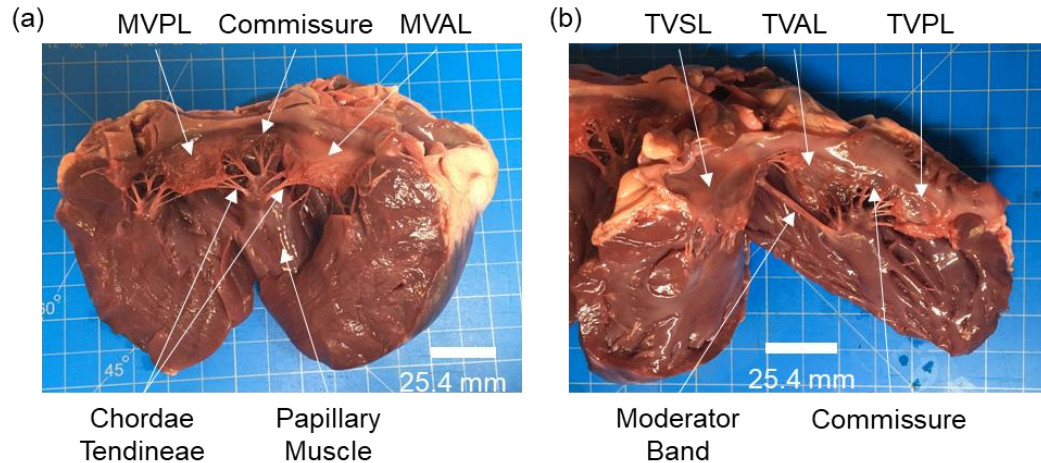 (a)
MVPL Commissure MVAL
60°
45°
25.4 mm
Chordae
Tendineae
Papillary
Muscle
(b)
TVSL TVAL TVPL
25.4 mm
Moderator
Band
Commissure